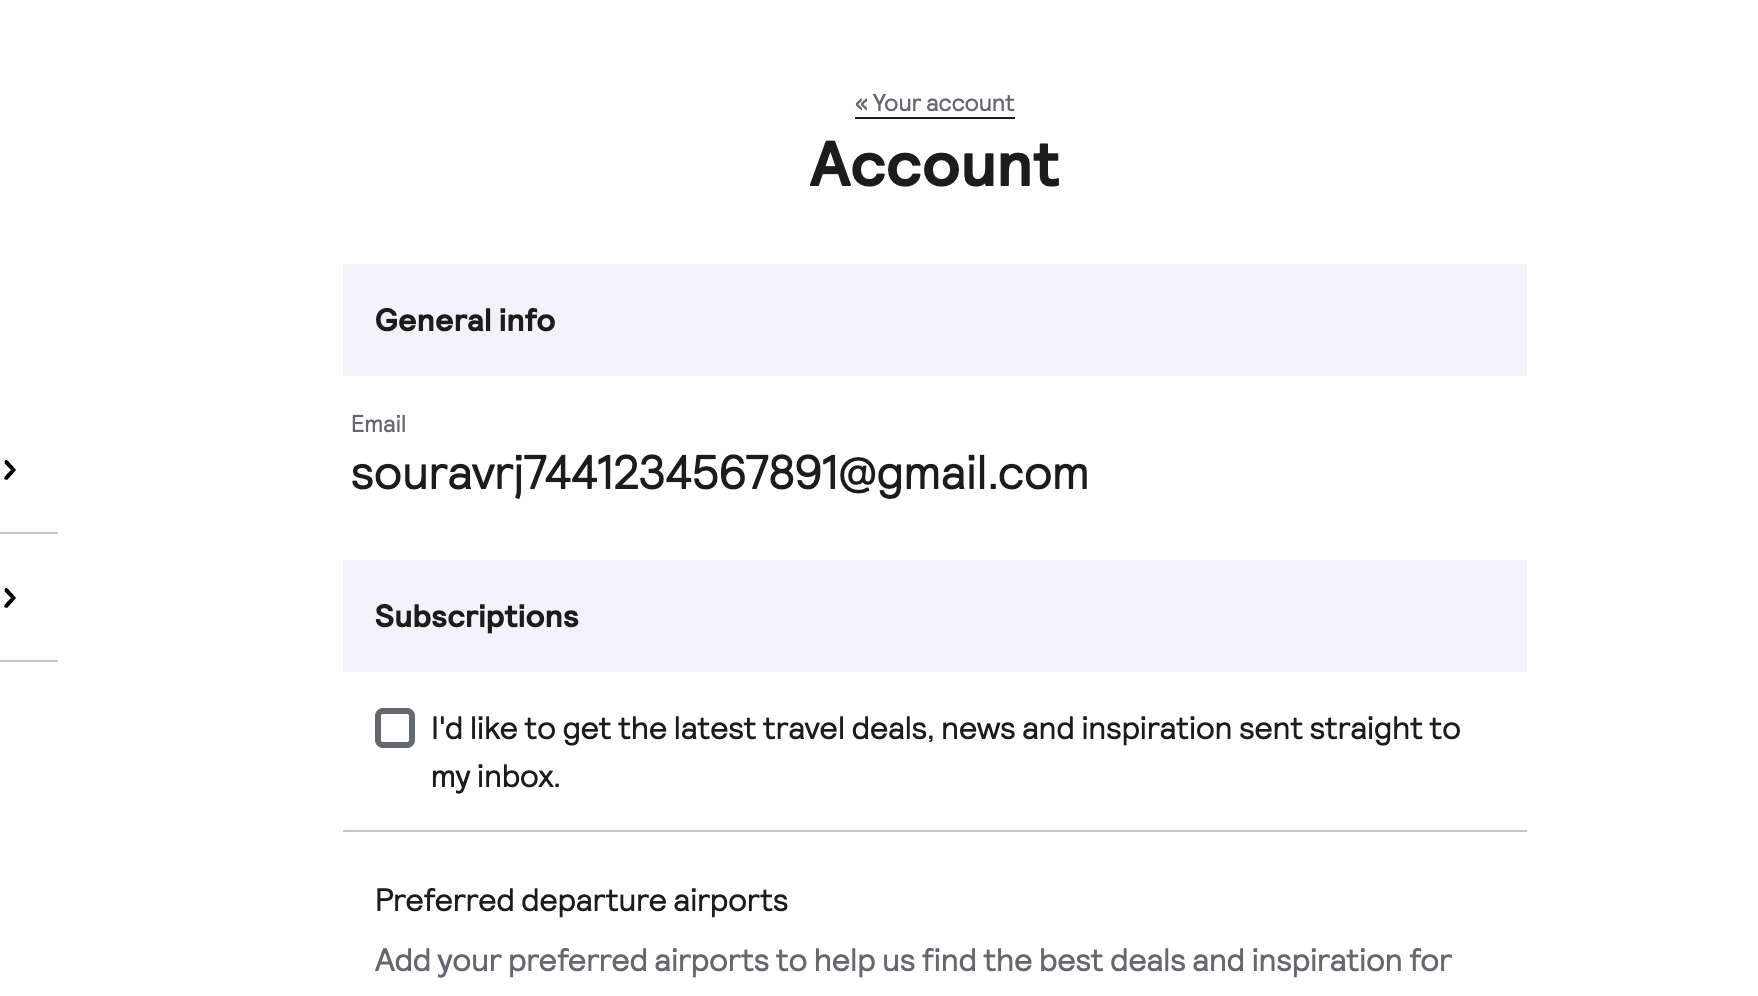 « Your account
Account
General info
Email
souravrj7441234567891@gmail.com
Subscriptions
I'd like to get the latest travel deals, news and inspiration sent straight to
my inbox.
Preferred departure airports
Add your preferred airports to help us find the best deals and inspiration for